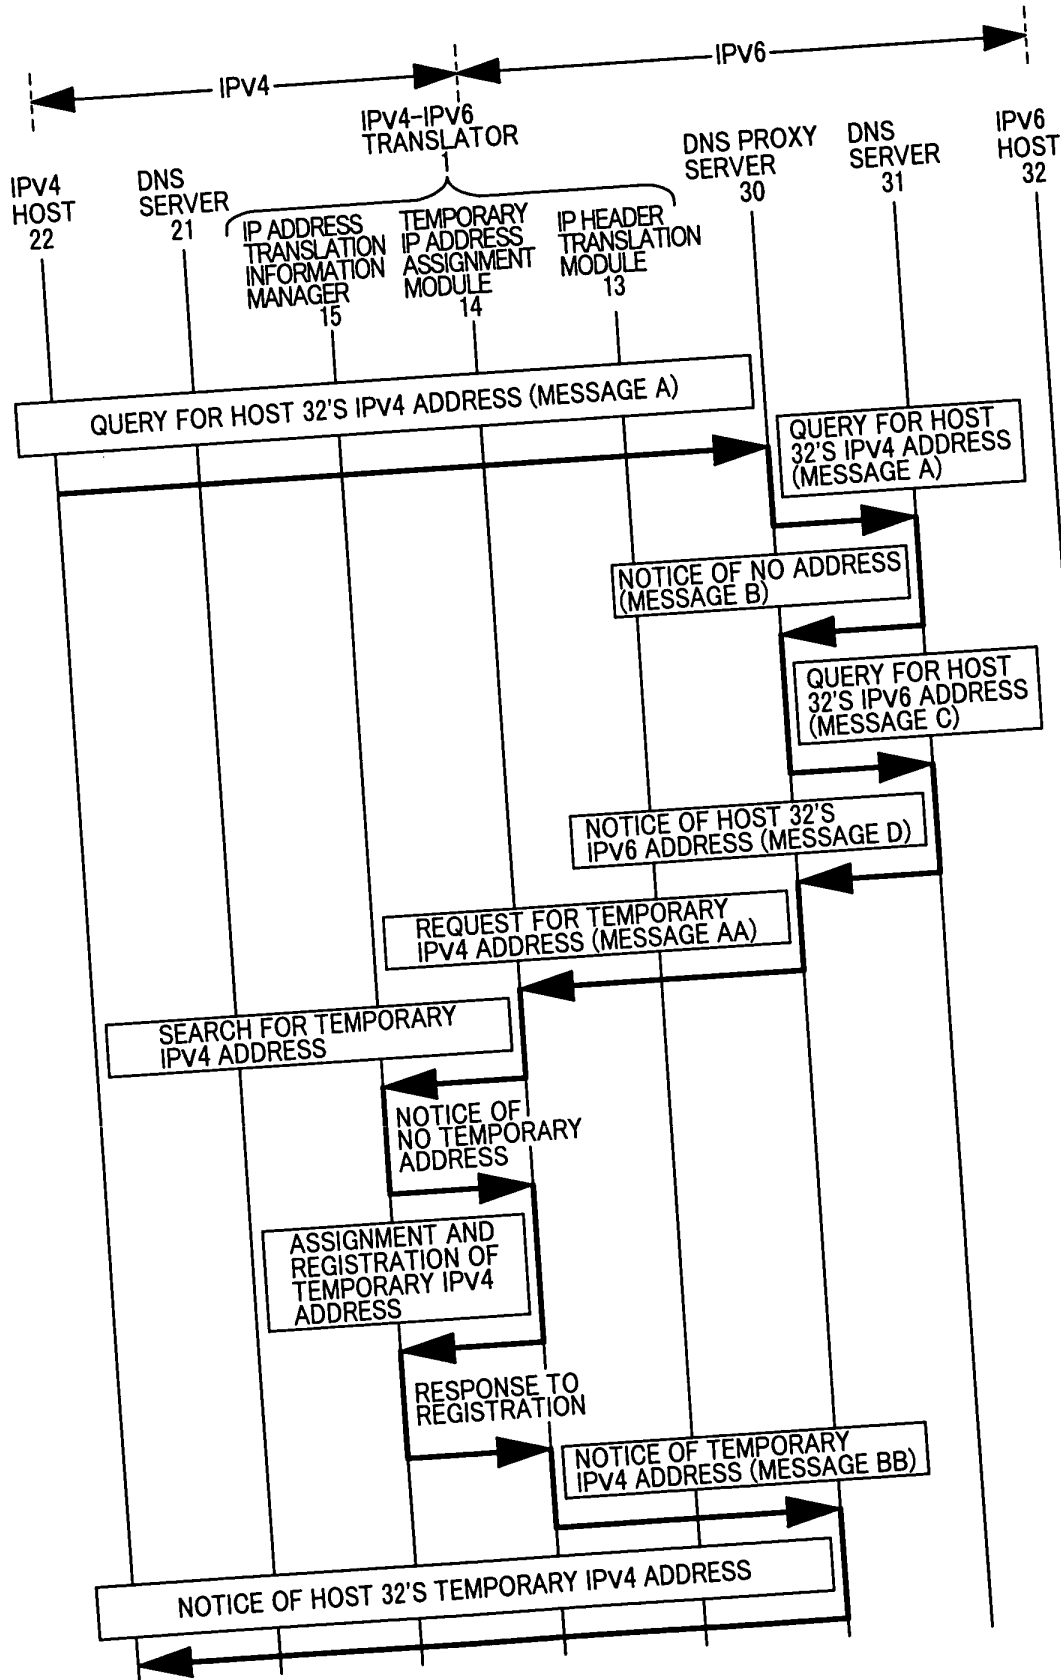 IPV4
IPV6
IPV4
HOST
22
DNS
SERVER
21
IPV4-IPV6
TRANSLATOR
1
IP ADDRESS
TRANSLATION
INFORMATION
MANAGER
15
TEMPORARY
IP ADDRESS
ASSIGNMENT
MODULE
14
IP HEADER
TRANSLATION
MODULE
13
DNS PROXY
SERVER
30
DNS
SERVER
31
IPV6
HOST
32
QUERY FOR HOST 32'S IPV4 ADDRESS (MESSAGE A)
QUERY FOR HOST
32'S IPV4 ADDRESS
(MESSAGE A)
NOTICE OF NO ADDRESS
(MESSAGE B)
QUERY FOR HOST
32'S IPV6 ADDRESS
(MESSAGE C)
NOTICE OF HOST 32'S
IPV6 ADDRESS (MESSAGE D)
REQUEST FOR TEMPORARY
IPV4 ADDRESS (MESSAGE AA)
SEARCH FOR TEMPORARY
IPV4 ADDRESS
NOTICE OF
NO TEMPORARY
ADDRESS
ASSIGNMENT AND
REGISTRATION OF
TEMPORARY IPV4
ADDRESS
RESPONSE TO
REGISTRATION
NOTICE OF TEMPORARY
IPV4 ADDRESS (MESSAGE BB)
NOTICE OF HOST 32'S TEMPORARY IPV4 ADDRESS